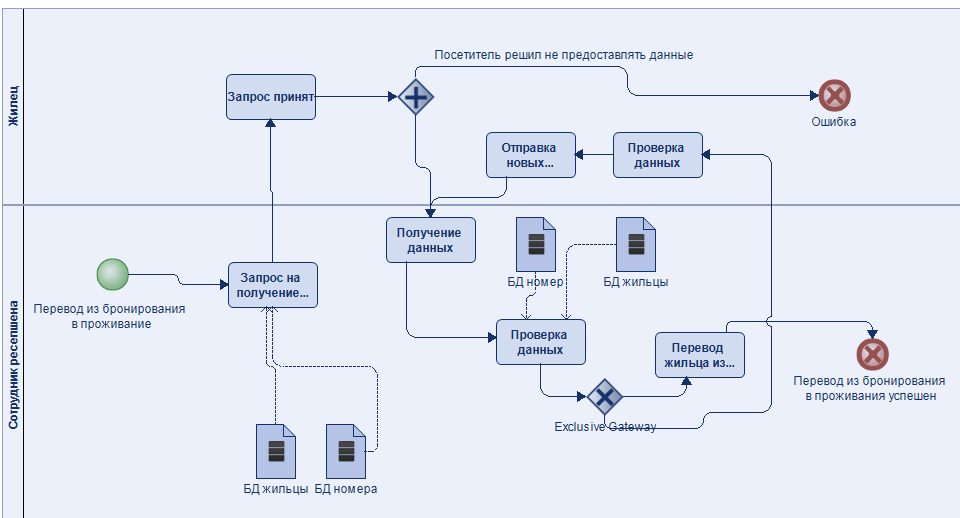 Жилец
Посетитель решил не предоставлять данные
Запрос принят
Ошибка
Отправка
новых...
Проверка
данных
Сотрудник ресепшена
Получение
данных
БД номер
БД жильцы
Запрос на
получение...
Перевод из бронирования
в проживание
Проверка
данных
Перевод
жильца из...
Перевод из бронирования
в проживания успешен
Exclusive Gateway
БД жильцы
БД номера